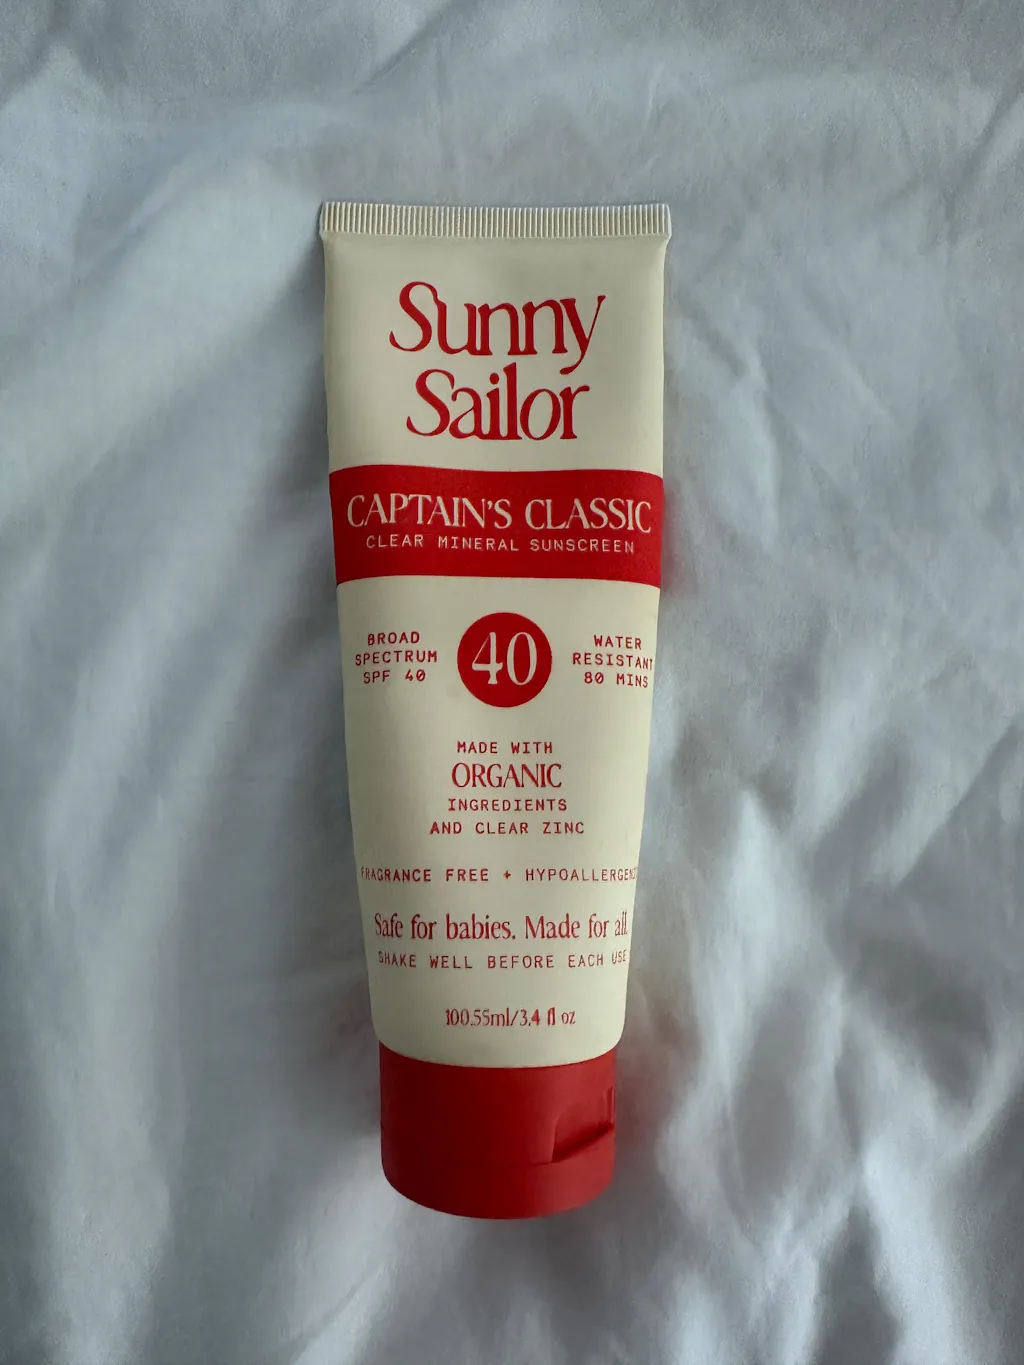 Sunny
Sailor
CAPTAIN'S CLASSIC
CLEAR MINERAL SUNSCREEN
BROAD
SPECTRUM
SPF 40
40
WATER
RESISTANT
80 MINS
MADE WITH
ORGANIC
INGREDIENTS
AND CLEAR ZINC
FRAGRANCE FREE + HYPOALLERGENIC
Safe for babies. Made for all.
SHAKE WELL BEFORE EACH USE
100.55ml/3.4 fl oz